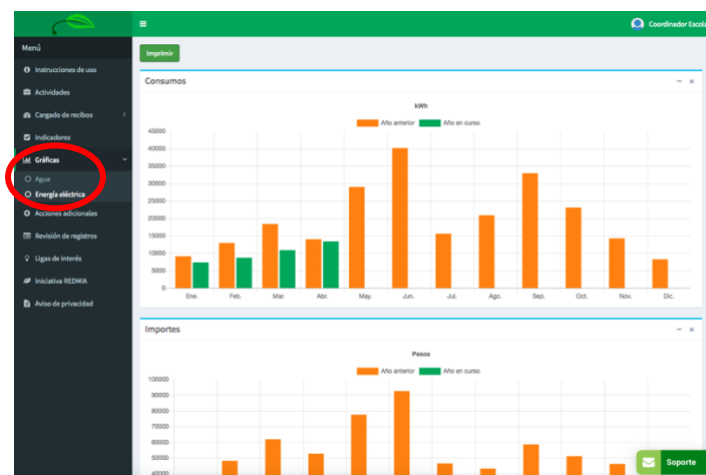 Coordinador Escola
Menú
Instrucciones de uso
Actividades
Cargado de recibos
Indicadores
Gráficas
Agua
Energía eléctrica
Acciones adicionales
Revisión de registros
Ligas de interés
Iniciativa REDMIA
Aviso de privacidad
Imprimir
Consumos
kWh
Año anterior Año en curso
45000
40000
35000
30000
25000
20000
15000
10000
5000
0
Ene. Feb. Mar. Abr. May. Jun. Jul. Ago. Sep. Oct. Nov. Dic.
Importes
Pesos
Año anterior Año en curso
100000
90000
80000
70000
60000
50000
40000
Soporte